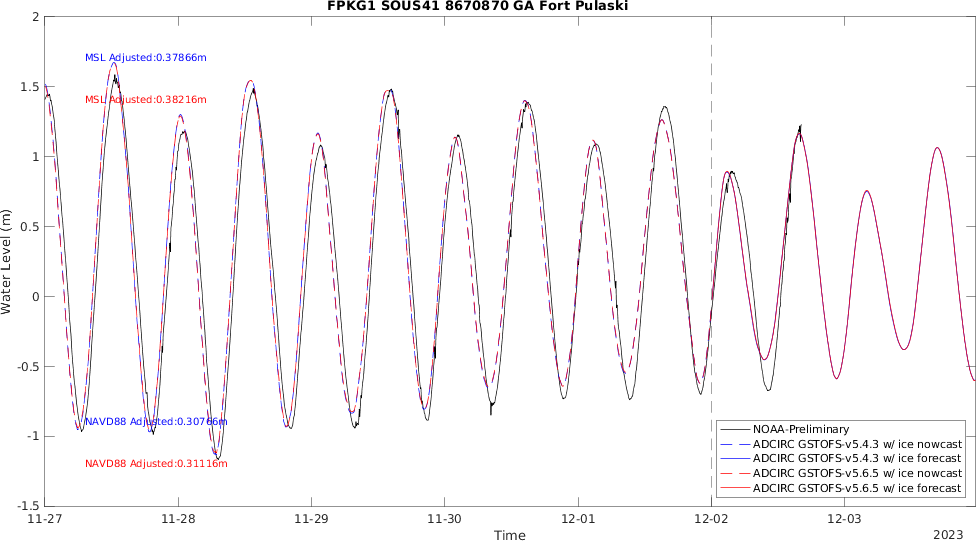 FPKG1 SOUS41 8670870 GA Fort Pulaski
2
MSL Adjusted:0.37866m
1.5
MSL Adjusted:0.38216m
1
0.5
Water Level (m)
0
-0.5
NAVD88 Adjusted:0.30766m
-1
NAVD88 Adjusted:0.31116m
-1.5
NOAA-Preliminary
ADCIRC GSTOFS-v5.4.3 w/ ice nowcast
ADCIRC GSTOFS-v5.4.3 w/ ice forecast
ADCIRC GSTOFS-v5.6.5 w/ ice nowcast
ADCIRC GSTOFS-v5.6.5 w/ ice forecast
11-27 11-28 11-29 11-30 12-01 12-02 12-03
Time
2023